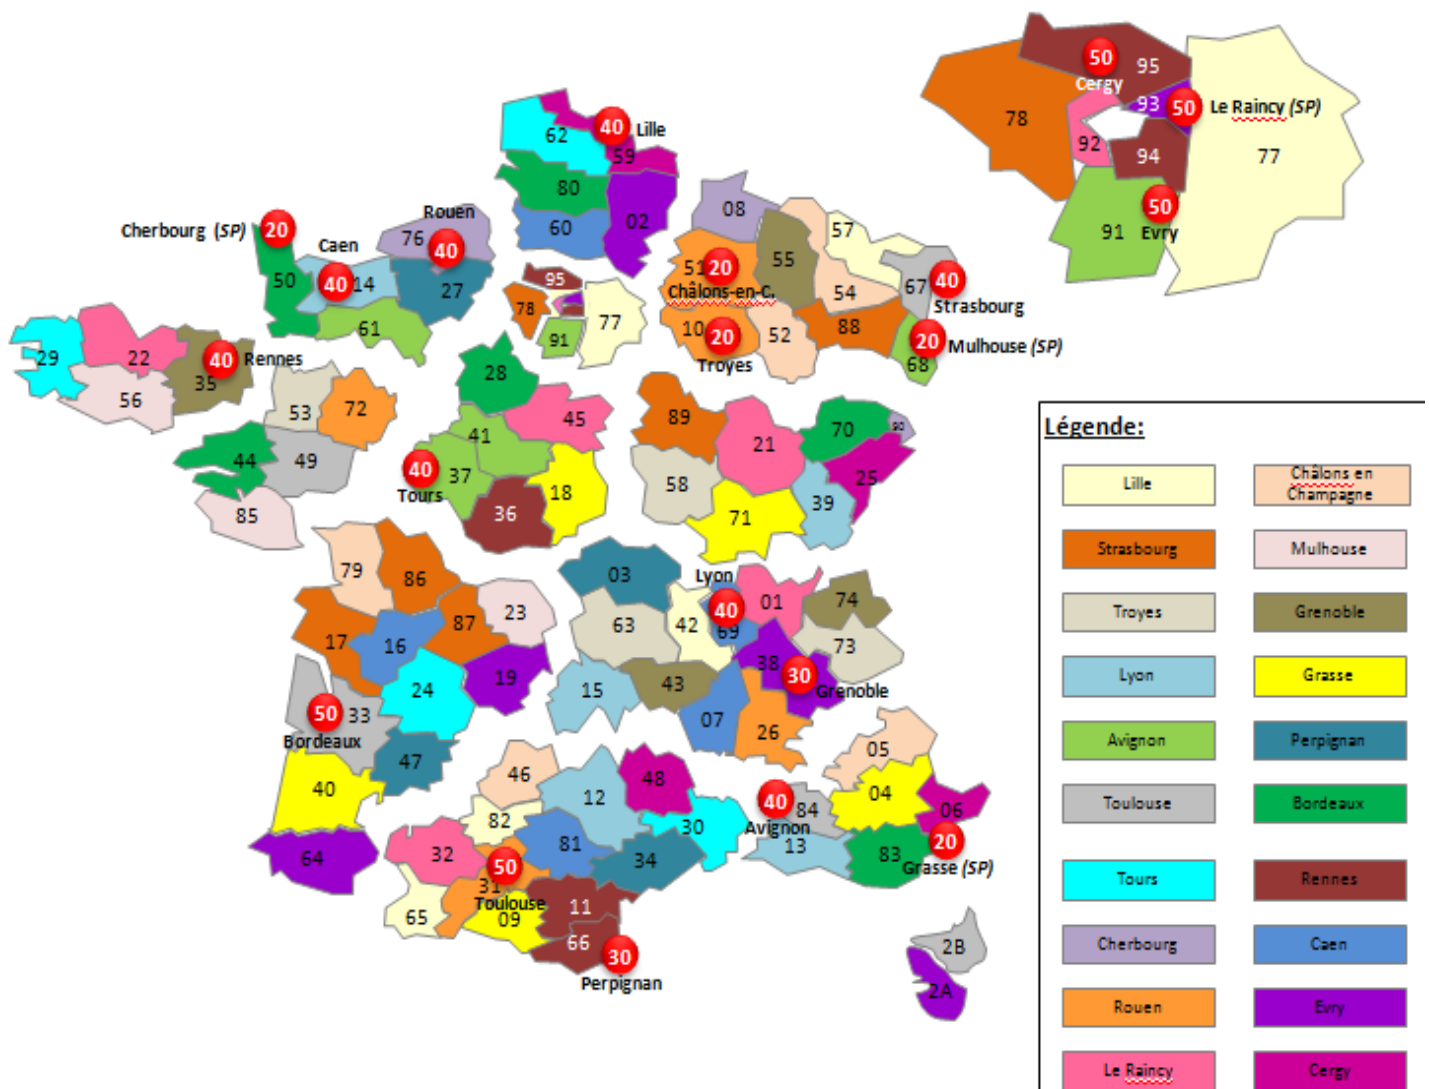 50
95
Cergy
93
50
Le Raincy (SP)
78
92
94
77
50
91
Evry
62
40
Lille
59
80
60
02
Cherbourg (SP)
20
Rouen
76
40
Caen
50
40
14
27
61
95
78
77
91
08
57
51
20
55
Châlons-en-C.
54
67
40
Strasbourg
10
20
52
88
20
Mulhouse (SP)
Troyes
68
29
22
40
Rennes
35
56
53
72
44
49
85
28
45
41
40
37
Tours
18
36
89
21
70
90
58
25
39
71
79
86
17
16
87
23
24
19
50
33
Bordeaux
47
40
64
03
Lyon
40
01
74
63
42
69
73
38
30
Grenoble
15
43
07
26
46
12
48
82
30
32
50
81
34
31
Toulouse
65
09
11
66
30
Perpignan
05
04
06
40
84
Avignon
13
83
20
Grasse (SP)
2B
2A
Légende:
Lille
Châlons en
Champagne
Strasbourg
Mulhouse
Troyes
Grenoble
Lyon
Grasse
Avignon
Perpignan
Toulouse
Bordeaux
Tours
Rennes
Cherbourg
Caen
Rouen
Evry
Le Raincy
Cergy